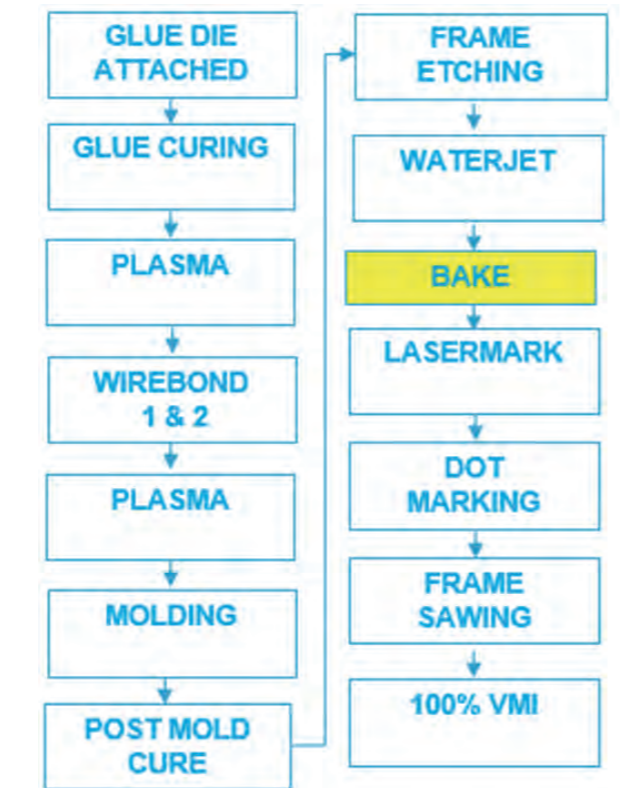 GLUE DIE
ATTACHED
GLUE CURING
PLASMA
WIREBOND
1 & 2
PLASMA
MOLDING
POST MOLD
CURE
FRAME
ETCHING
WATERJET
BAKE
LASERMARK
DOT
MARKING
FRAME
SAWING
100% VMI